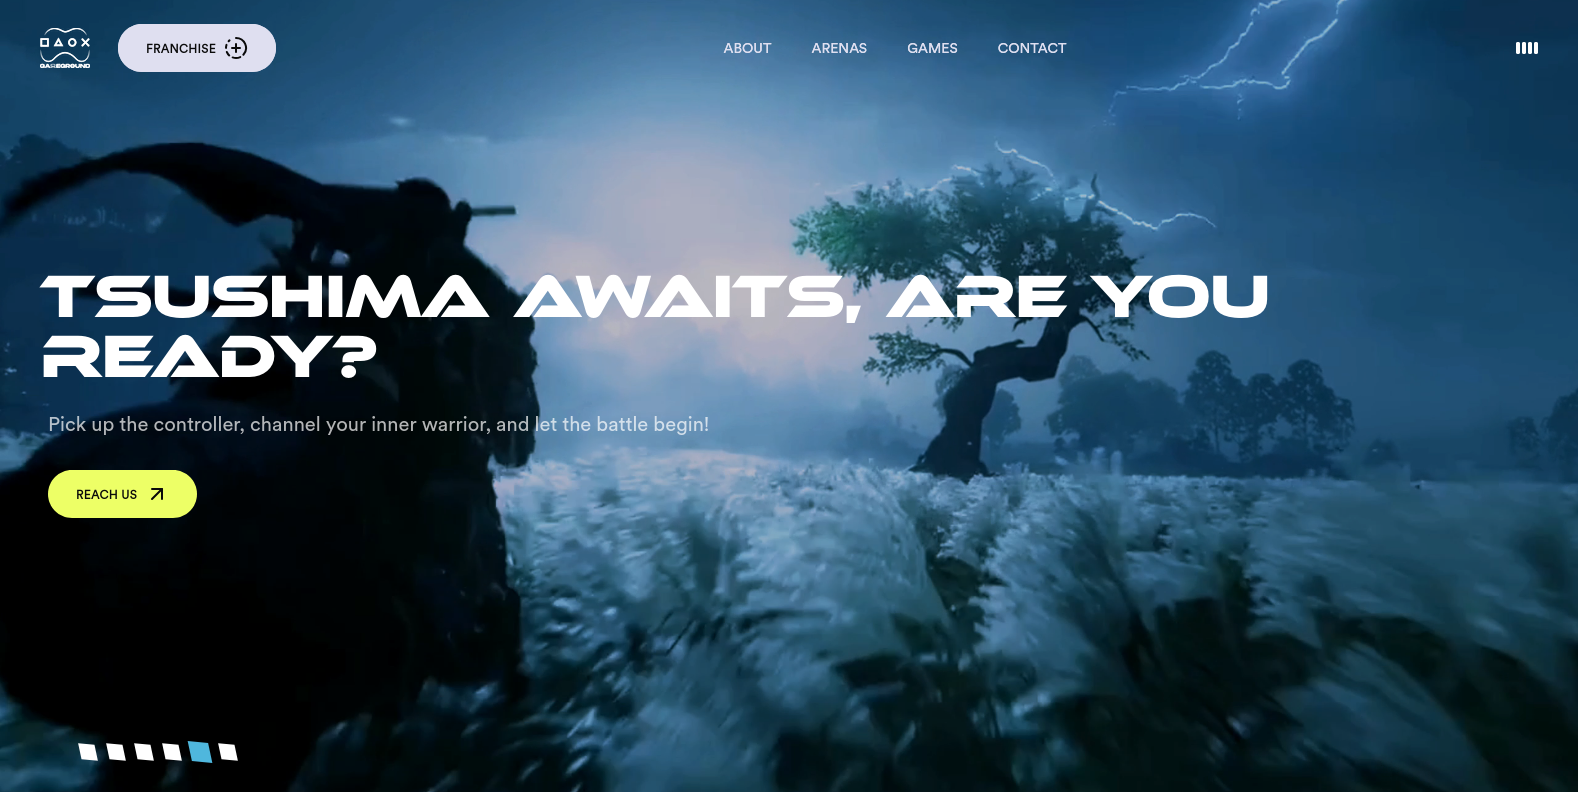 GAMEGROUND
FRANCHISE
ABOUT
ARENAS
GAMES
CONTACT
TSUSHIMA AWAITS, ARE YOU
READY?
Pick up the controller, channel your inner warrior, and let the battle begin!
REACH US